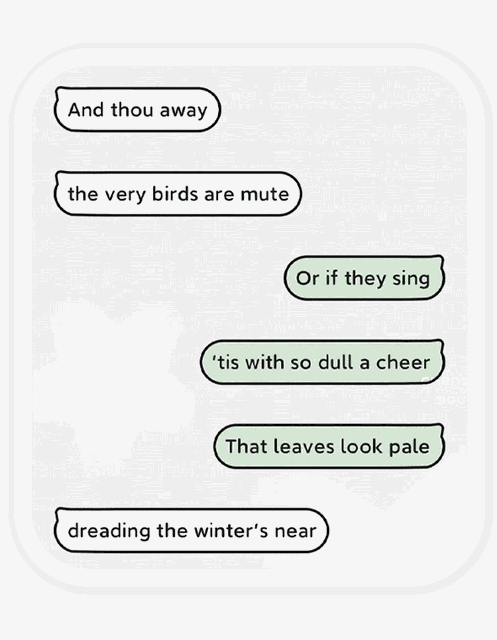 And thou away
the very birds are mute
Or if they sing
'tis with so dull a cheer
That leaves look pale
dreading the winter's near